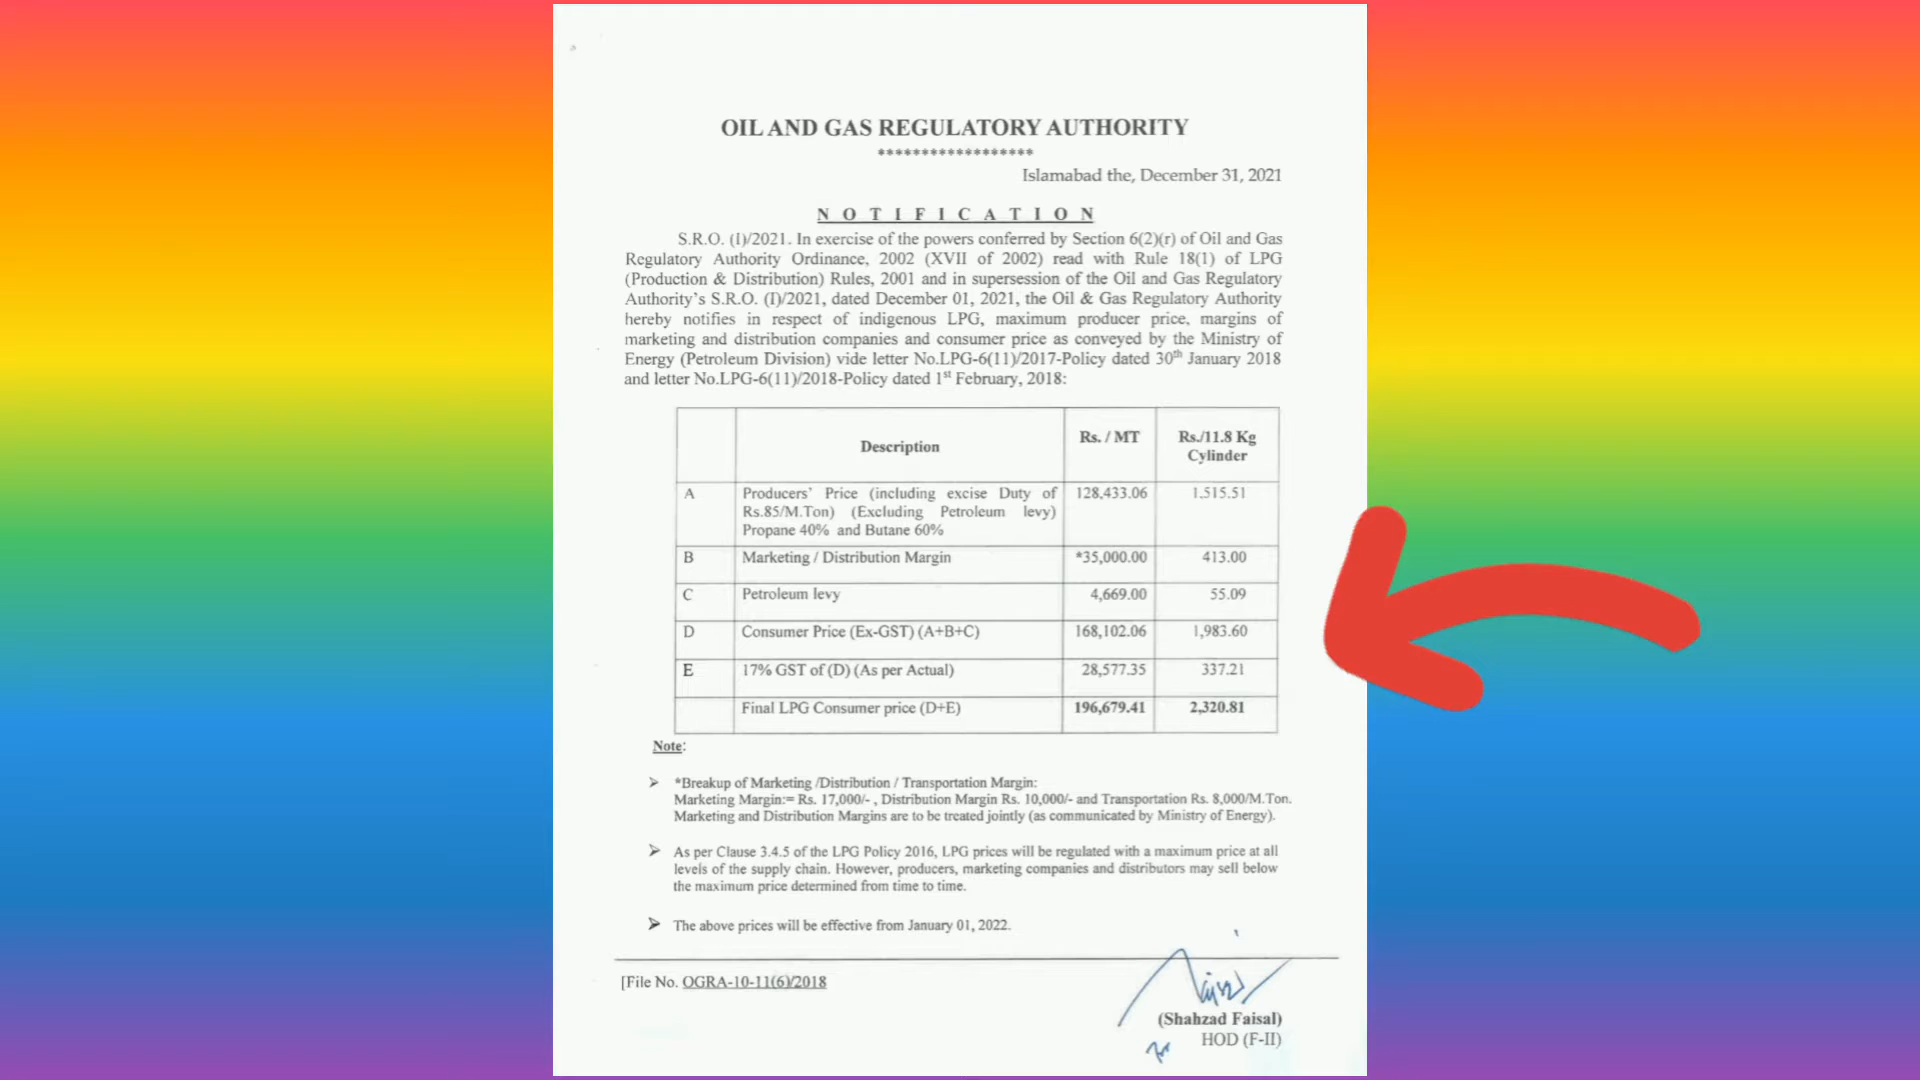 OIL AND GAS REGULATORY AUTHORITY
******************
Islamabad the, December 31, 2021
N O T I F I C A T I O N
S.R.O. (I)/2021. In exercise of the powers conferred by Section 6(2)(r) of Oil and Gas
Regulatory Authority Ordinance, 2002 (XVII of 2002) read with Rule 18(1) of LPG
(Production & Distribution) Rules, 2001 and in supersession of the Oil and Gas Regulatory
Authority's S.R.O. (I)/2021, dated December 01, 2021, the Oil & Gas Regulatory Authority
hereby notifies in respect of indigenous LPG, maximum producer price, margins of
marketing and distribution companies and consumer price as conveyed by the Ministry of
Energy (Petroleum Division) vide letter No.LPG-6(11)/2017-Policy dated 30th January 2018
and letter No.LPG-6(11)/2018-Policy dated 1st February, 2018:
Description Rs. / MT Rs./11.8 Kg
Cylinder
A Producers' Price (including excise Duty of 128,433.06 1,515.51
Rs.85/M.Ton) (Excluding Petroleum levy)
Propane 40% and Butane 60%
B Marketing / Distribution Margin *35,000.00 413.00
C Petroleum levy 4,669.00 55.09
D Consumer Price (Ex-GST) (A+B+C) 168,102.06 1,983.60
E 17% GST of (D) (As per Actual) 28,577.35 337.21
Final LPG Consumer price (D+E) 196,679.41 2,320.81
Note:
➢ *Breakup of Marketing /Distribution / Transportation Margin:
Marketing Margin:= Rs. 17,000/- , Distribution Margin Rs. 10,000/- and Transportation Rs. 8,000/M.Ton.
Marketing and Distribution Margins are to be treated jointly (as communicated by Ministry of Energy).
➢ As per Clause 3.4.5 of the LPG Policy 2016, LPG prices will be regulated with a maximum price at all
levels of the supply chain. However, producers, marketing companies and distributors may sell below
the maximum price determined from time to time.
➢ The above prices will be effective from January 01, 2022.
[File No. OGRA-10-11(6)/2018
(Shahzad Faisal)
HOD (F-II)